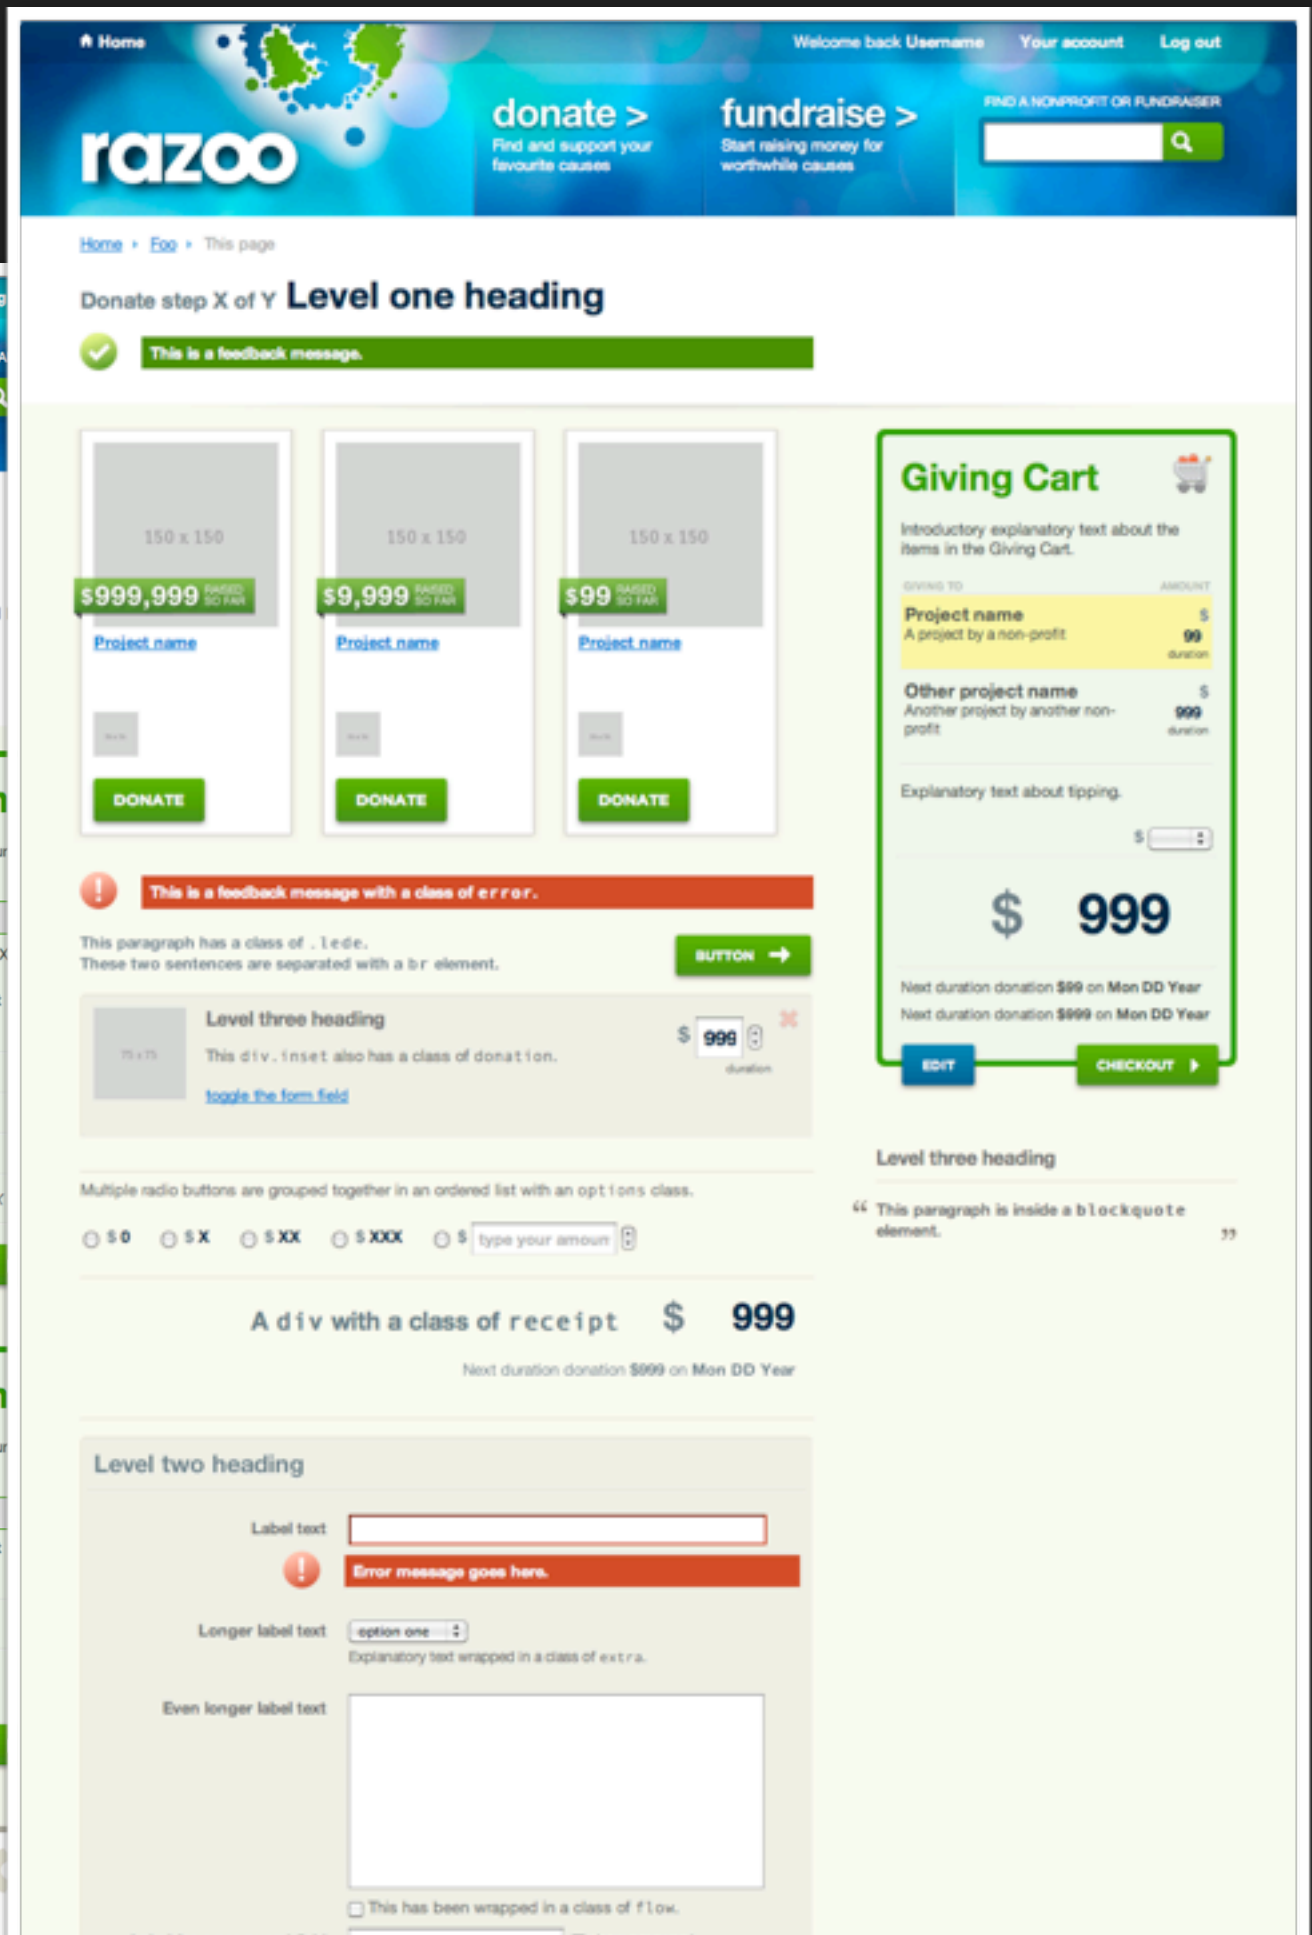 Home
Welcome back Username
Your account
Log out
razoo
donate >
Find and support your
favourite causes
fundraise >
Start raising money for
worthwhile causes
FIND A NONPROFIT OR FUNDRAISER
Home
Foo
This page
Donate step X of Y Level one heading
This is a feedback message.
150 x 150
$999,999 RAISED SO FAR
Project name
DONATE
150 x 150
$9,999 RAISED SO FAR
Project name
DONATE
150 x 150
$99 RAISED SO FAR
Project name
DONATE
This is a feedback message with a class of error.
This paragraph has a class of .lede.
These two sentences are separated with a br element.
BUTTON
75 x 75
Level three heading
This div.inset also has a class of donation.
toggle the form field
$ 999
duration
Multiple radio buttons are grouped together in an ordered list with an options class.
$ 0 $ X $ XX $ XXX $ type your amoun
A div with a class of receipt $ 999
Next duration donation $999 on Mon DD Year
Level two heading
Label text
Error message goes here.
Longer label text
option one
Explanatory text wrapped in a class of extra.
Even longer label text
This has been wrapped in a class of flow.
Giving Cart
Introductory explanatory text about the
items in the Giving Cart.
GIVING TO AMOUNT
Project name $
A project by a non-profit 99
duration
Other project name $
Another project by another non- 999
profit duration
Explanatory text about tipping.
$
$ 999
Next duration donation $99 on Mon DD Year
Next duration donation $999 on Mon DD Year
EDIT
CHECKOUT
Level three heading
“ This paragraph is inside a blockquote
element. ”